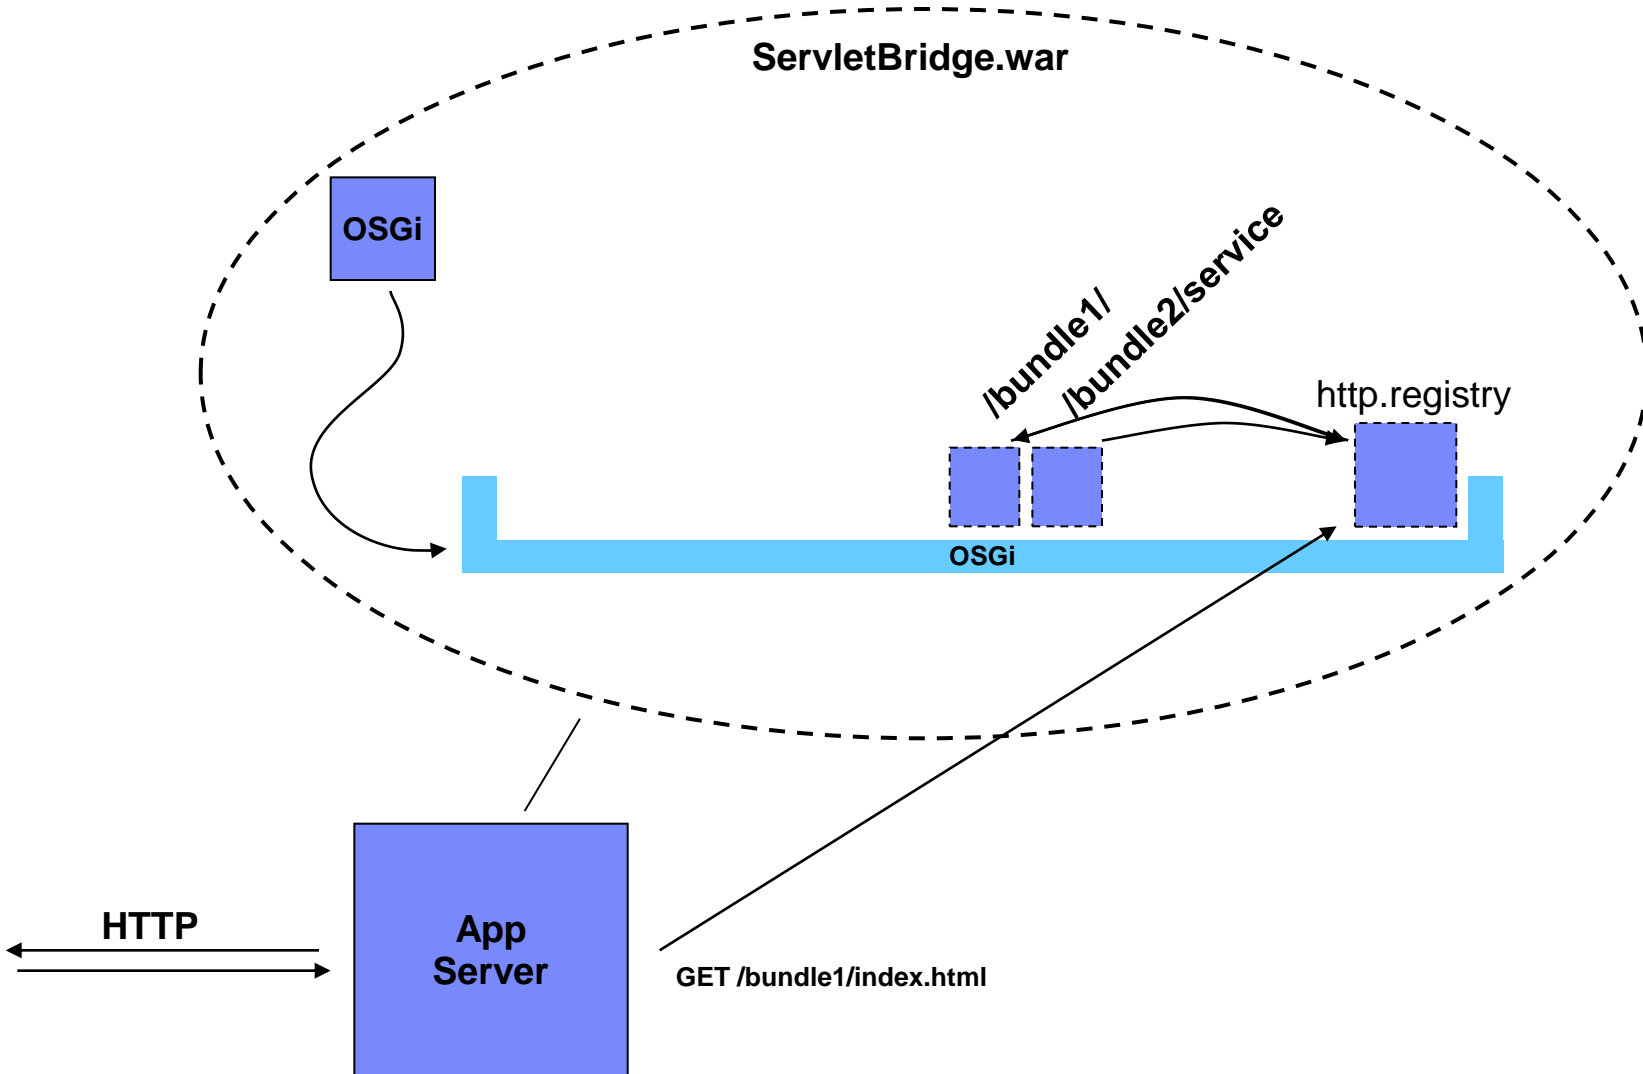 ServletBridge.war
OSGi
/bundle1/
/bundle2/service
http.registry
OSGi
HTTP
App
Server
GET /bundle1/index.html